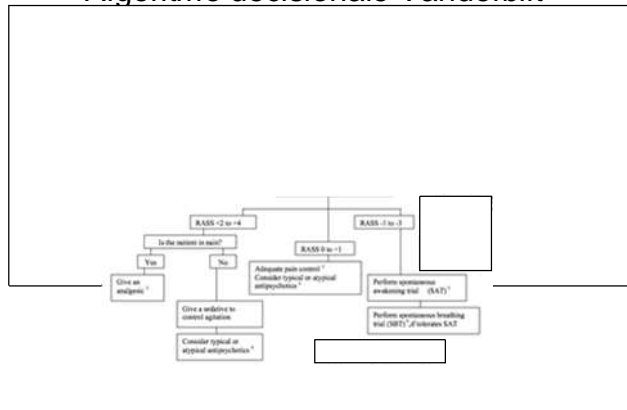 Algoritmo decisionale Vanderbilt
RASS +2 to +4
RASS -1 to -3
Is the patient in pain?
RASS 0 to +1
Yes
No
Adequate pain control
Consider typical or atypical
antipsychotics
Give an
analgesic
Perform spontaneous
awakening trial (SAT)
Give a sedative to
control agitation
Perform spontaneous breathing
trial (SBT) ,if tolerates SAT
Consider typical or
atypical antipsychotics